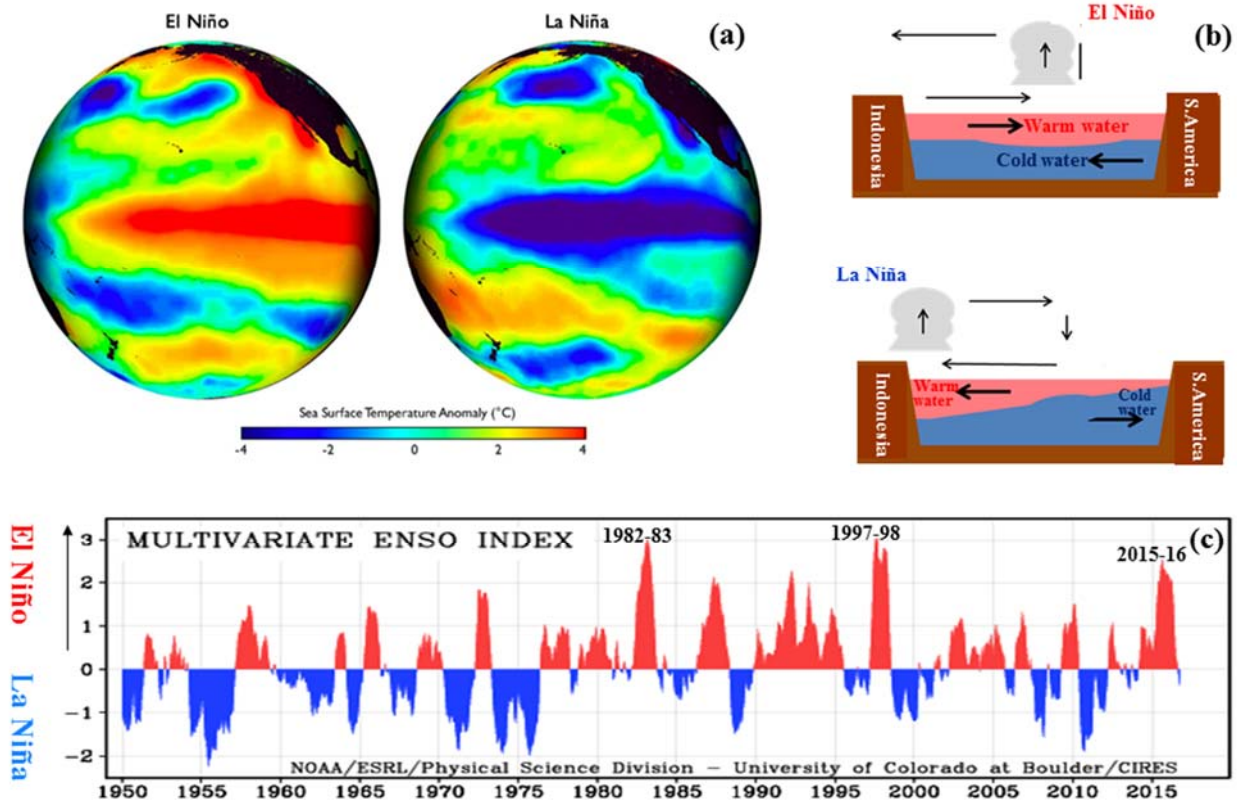 El Niño
La Niña
(a)
Sea Surface Temperature Anomaly (°C)
-4 -2 0 2 4
El Niño
(b)
Indonesia
Warm water
Cold water
S.America
La Niña
Indonesia
Warm
water
Cold
water
S.America
El Niño
La Niña
MULTIVARIATE ENSO INDEX
1982-83
1997-98
2015-16
(c)
3
2
1
0
−1
−2
NOAA/ESRL/Physical Science Division − University of Colorado at Boulder/CIRES
1950 1955 1960 1965 1970 1975 1980 1985 1990 1995 2000 2005 2010 2015